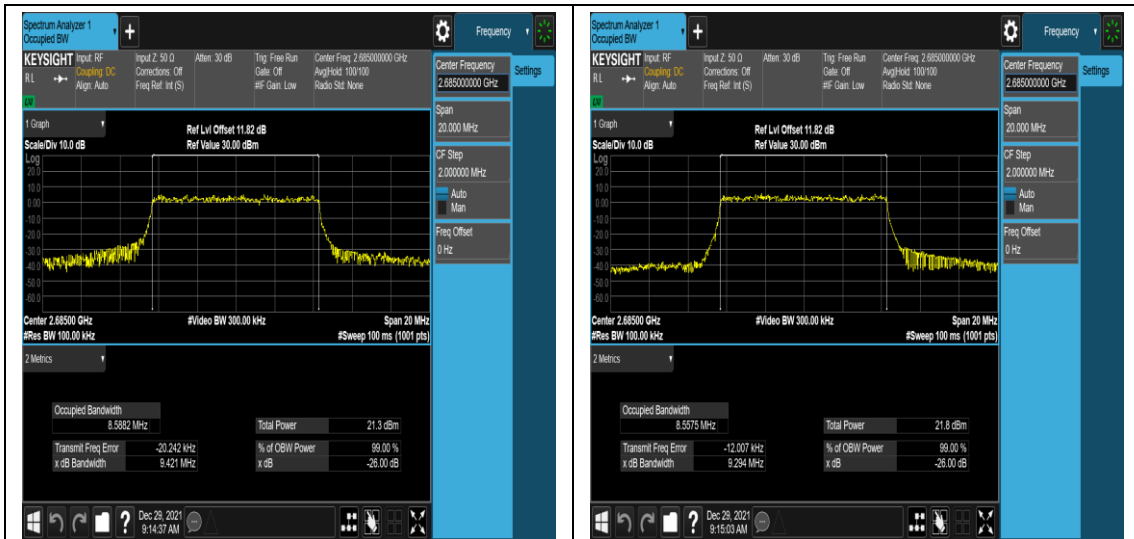 Spectrum Analyzer 1
Occupied BW
+
Frequency
KEYSIGHT Input: RF Input Z: 50 Ω Atten: 30 dB Trig: Free Run Center Freq: 2.685000000 GHz
RL Coupling: DC Corrections: Off Gate: Off Avg|Hold: 100/100
Align: Auto Freq Ref: Int (S) #IF Gain: Low Radio Std: None
Center Frequency
2.685000000 GHz
Settings
Span
20.000 MHz
CF Step
2.000000 MHz
Auto
Man
Freq Offset
0 Hz
1 Graph
Ref Lvl Offset 11.82 dB
Scale/Div 10.0 dB Ref Value 30.00 dBm
Log
20.0
10.0
0.00
-10.0
-20.0
-30.0
-40.0
-50.0
-60.0
Center 2.68500 GHz #Video BW 300.00 kHz Span 20 MHz
#Res BW 100.00 kHz #Sweep 100 ms (1001 pts)
2 Metrics
Occupied Bandwidth
8.5882 MHz Total Power 21.3 dBm
Transmit Freq Error -20.242 kHz % of OBW Power 99.00 %
x dB Bandwidth 9.421 MHz x dB -26.00 dB
? Dec 29, 2021
9:14:37 AM
Spectrum Analyzer 1
Occupied BW
+
Frequency
KEYSIGHT Input: RF Input Z: 50 Ω Atten: 30 dB Trig: Free Run Center Freq: 2.685000000 GHz
RL Coupling: DC Corrections: Off Gate: Off Avg|Hold: 100/100
Align: Auto Freq Ref: Int (S) #IF Gain: Low Radio Std: None
Center Frequency
2.685000000 GHz
Settings
Span
20.000 MHz
CF Step
2.000000 MHz
Auto
Man
Freq Offset
0 Hz
1 Graph
Ref Lvl Offset 11.82 dB
Scale/Div 10.0 dB Ref Value 30.00 dBm
Log
20.0
10.0
0.00
-10.0
-20.0
-30.0
-40.0
-50.0
-60.0
Center 2.68500 GHz #Video BW 300.00 kHz Span 20 MHz
#Res BW 100.00 kHz #Sweep 100 ms (1001 pts)
2 Metrics
Occupied Bandwidth
8.5575 MHz Total Power 21.8 dBm
Transmit Freq Error -12.007 kHz % of OBW Power 99.00 %
x dB Bandwidth 9.294 MHz x dB -26.00 dB
? Dec 29, 2021
9:15:03 AM